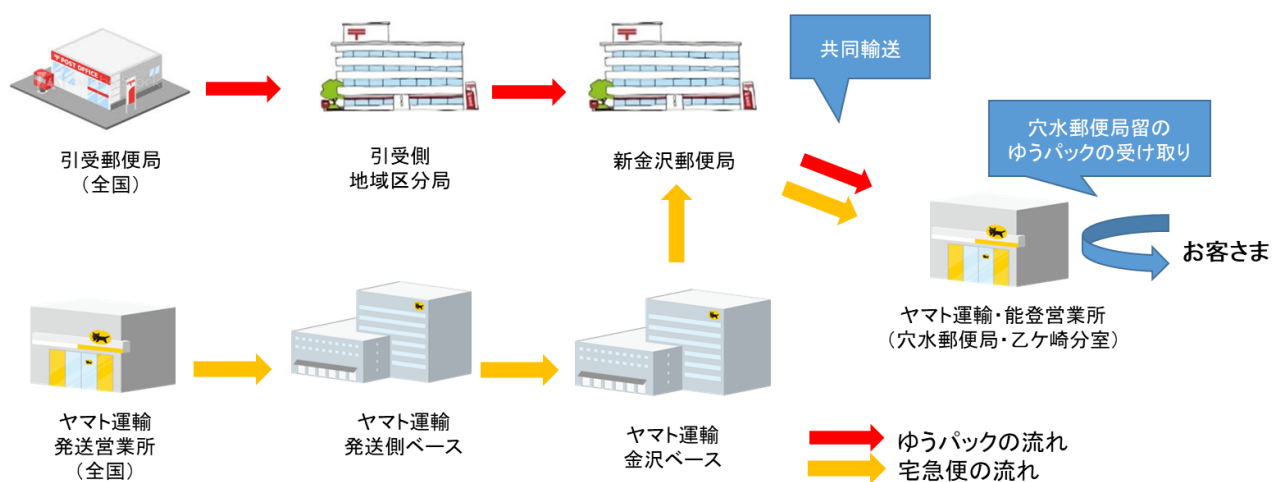 POST OFFICE
共同輸送
穴水郵便局留の
ゆうパックの受け取り
引受郵便局
（全国）
引受側
地域区分局
新金沢郵便局
お客さま
ヤマト運輸・能登営業所
（穴水郵便局・乙ケ崎分室）
ヤマト運輸
発送営業所
（全国）
ヤマト運輸
発送側ベース
ヤマト運輸
金沢ベース
ゆうパックの流れ
宅急便の流れ